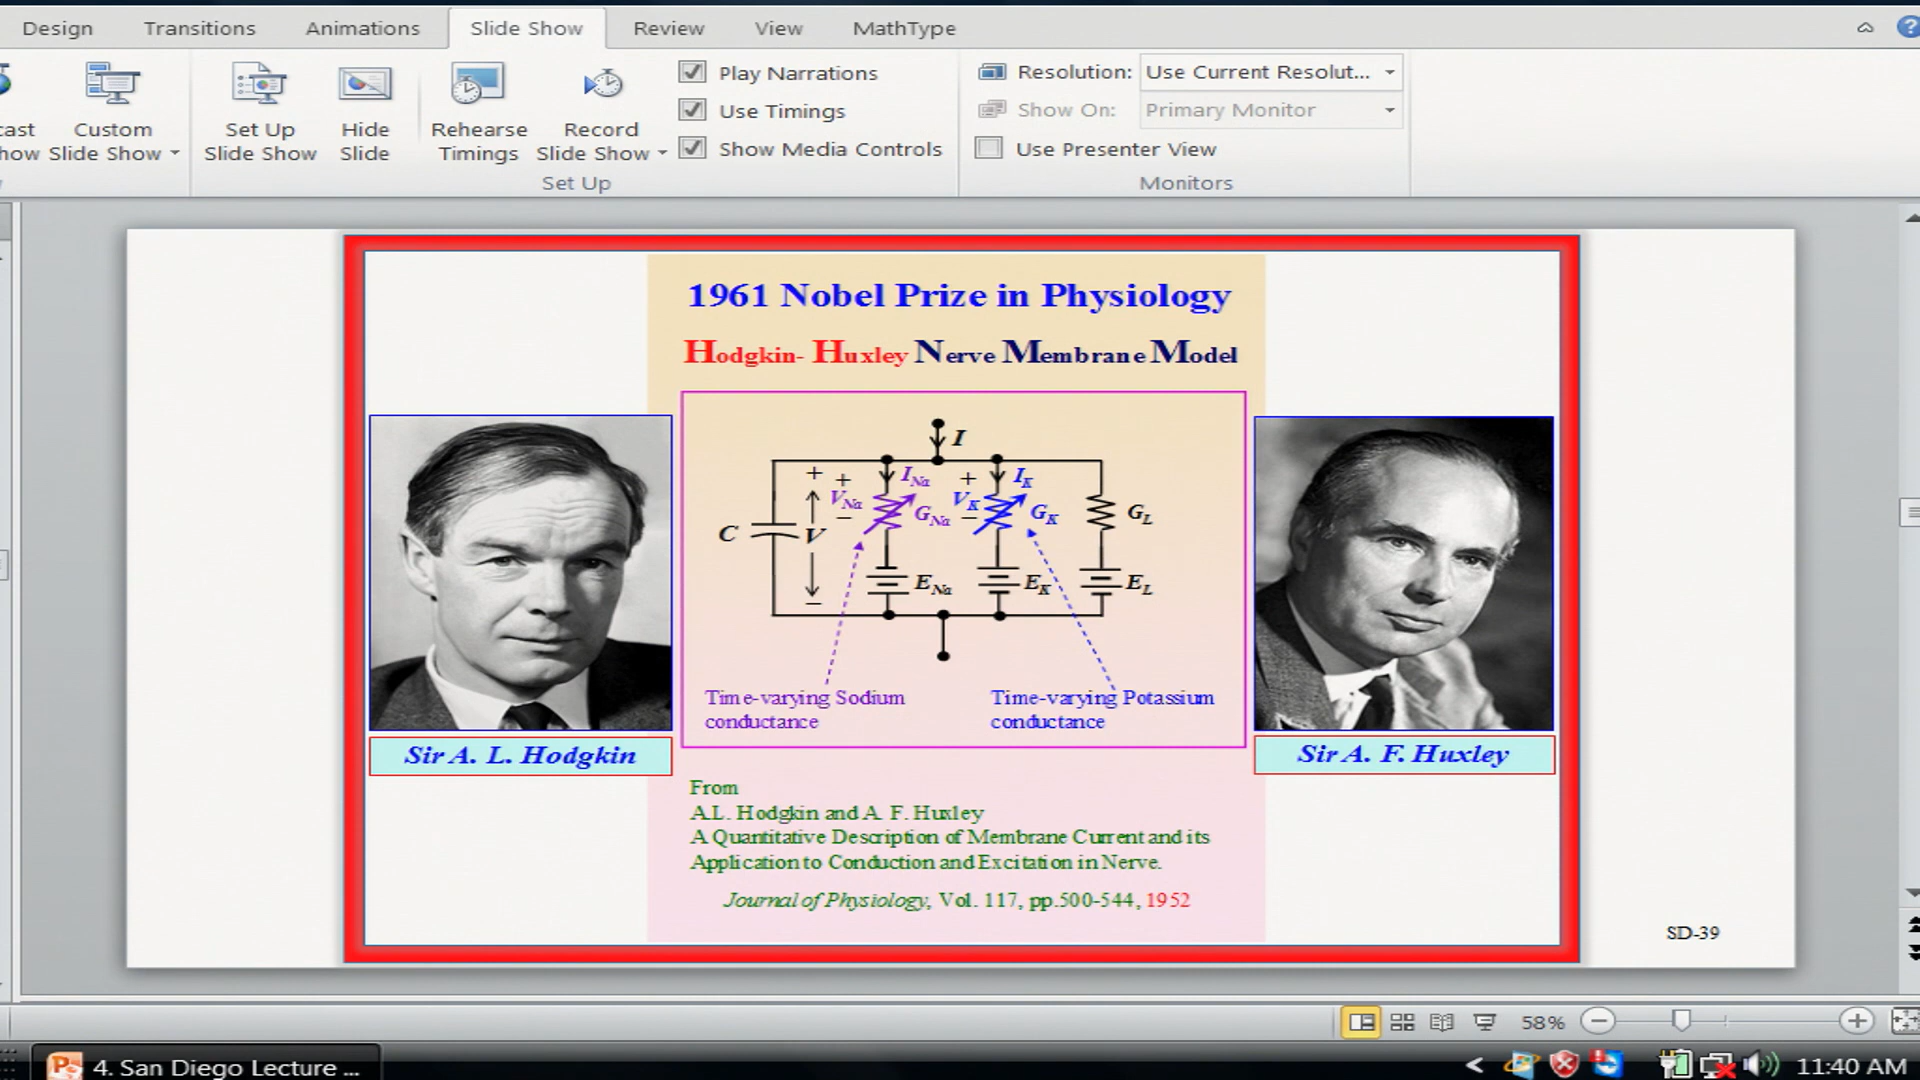 Design Transitions Animations Slide Show Review View MathType
Play Narrations
Resolution: Use Current Resolut...
Use Timings
Show On: Primary Monitor
cast Custom Set Up Hide Rehearse Record
how Slide Show Slide Show Slide Timings Slide Show
Show Media Controls
Use Presenter View
Set Up
Monitors
1961 Nobel Prize in Physiology
Hodgkin- Huxley Nerve Membrane Model
I
+ + I_Na + I_K
V_Na G_Na V_K G_K G_L
− −
C V
E_Na E_K E_L
−
Time-varying Sodium
conductance
Time-varying Potassium
conductance
Sir A. L. Hodgkin
Sir A. F. Huxley
From
A.L. Hodgkin and A. F. Huxley
A Quantitative Description of Membrane Current and its
Application to Conduction and Excitation in Nerve.
Journal of Physiology, Vol. 117, pp.500-544, 1952
SD-39
58%
4. San Diego Lecture ...
11:40 AM